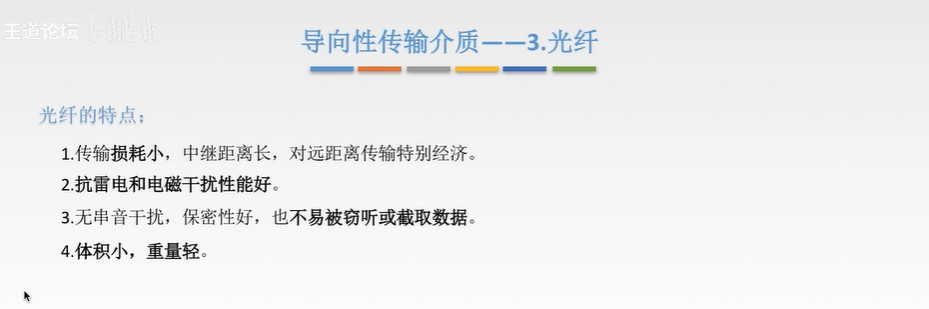 王道论坛
导向性传输介质——3.光纤
光纤的特点：
1.传输损耗小，中继距离长，对远距离传输特别经济。
2.抗雷电和电磁干扰性能好。
3.无串音干扰，保密性好，也不易被窃听或截取数据。
4.体积小，重量轻。